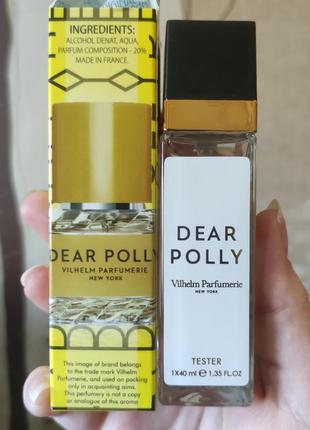 INGREDIENTS:
ALCOHOL DENAT, AQUA,
PARFUM COMPOSITION - 20%
MADE IN FRANCE.
DEAR POLLY
VILHELM PARFUMERIE
NEW YORK
This image of brand belongs
to the trade mark Vilhelm
Parfumerie, and used on packing
only in acquainting aims.
This perfumery is not a copy
or analogue of this aroma
DEAR
POLLY
Vilhelm Parfumerie
NEW YORK
TESTER
1X40 ml ℮ 1.35 FL.OZ